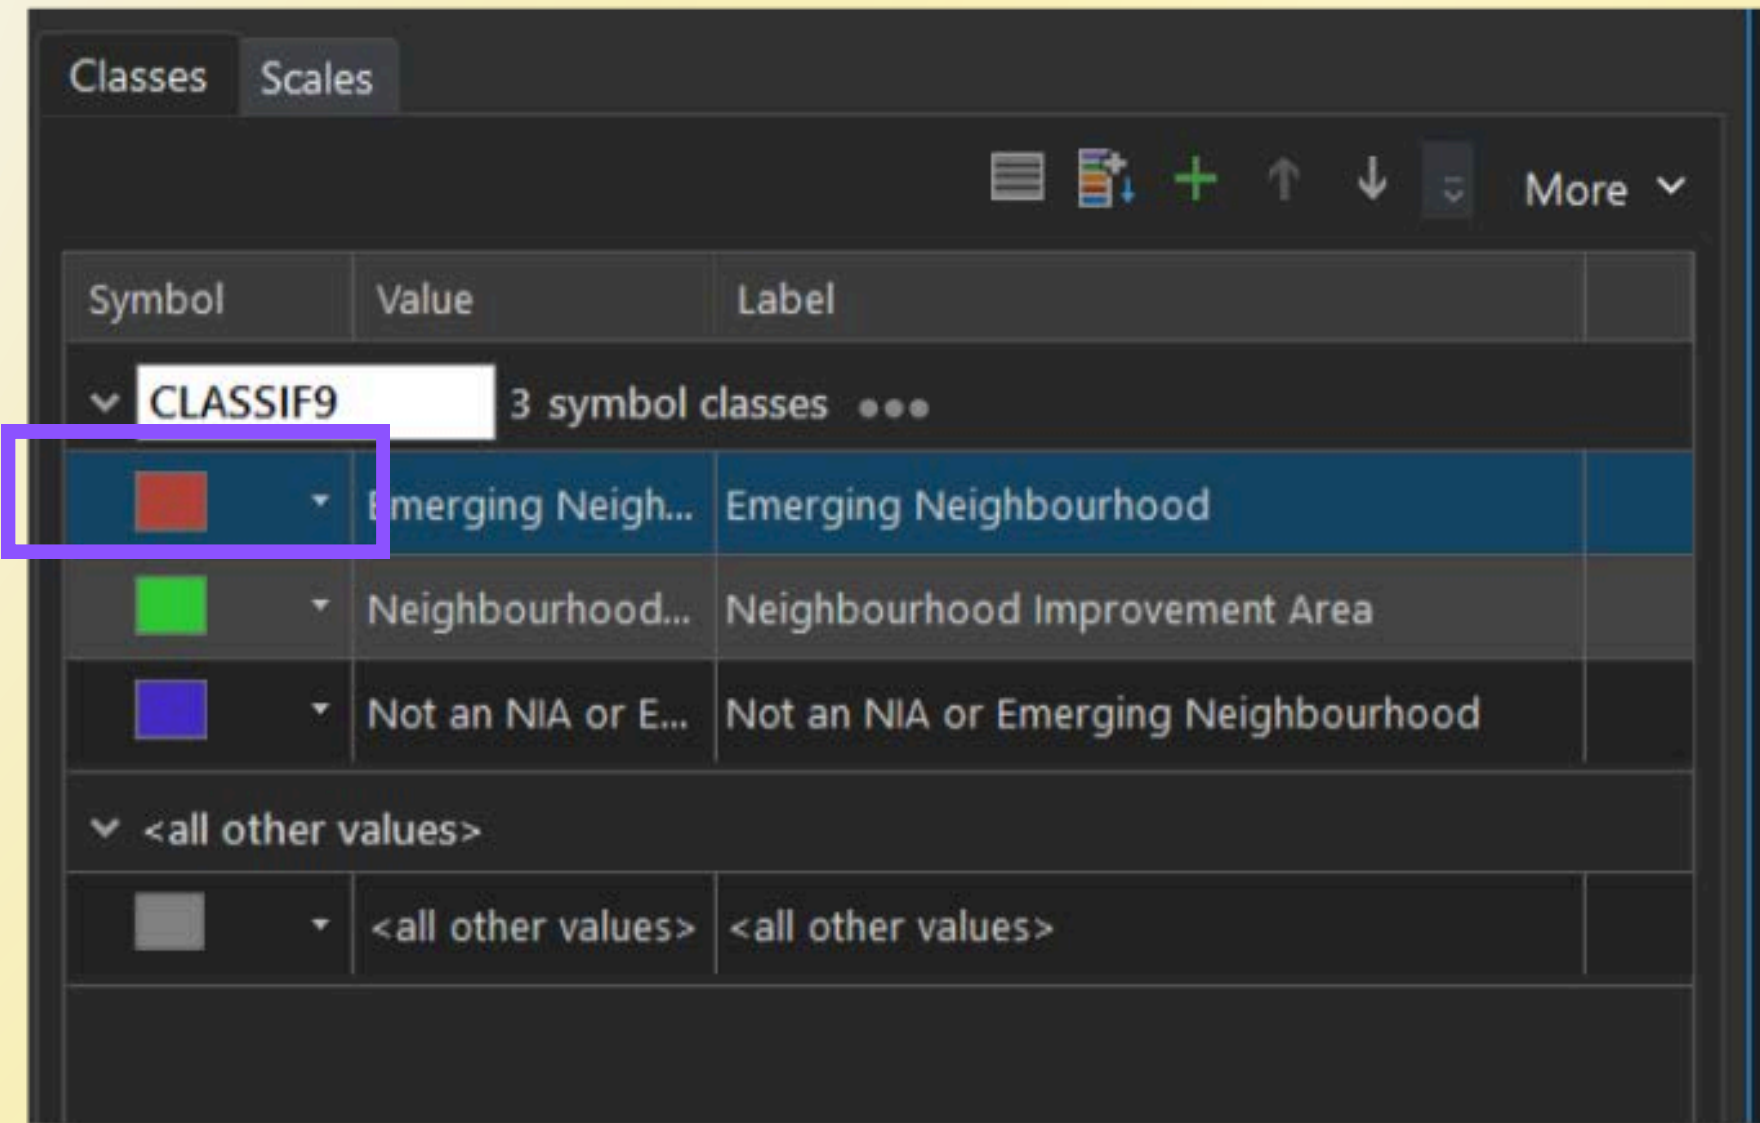 Classes Scales
More
Symbol Value Label
CLASSIF9 3 symbol classes
Emerging Neigh... Emerging Neighbourhood
Neighbourhood... Neighbourhood Improvement Area
Not an NIA or E... Not an NIA or Emerging Neighbourhood
<all other values>
<all other values> <all other values>